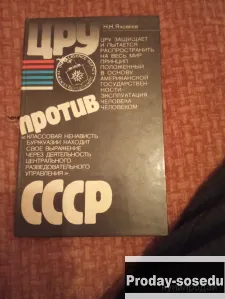 Н.Н.Яковлев
ЦРУ
ЦРУ ЗАЩИЩАЕТ
И ПЫТАЕТСЯ
РАСПРОСТРАНИТЬ
НА ВЕСЬ МИР
ПРИНЦИП,
ПОЛОЖЕННЫЙ
В ОСНОВУ
АМЕРИКАНСКОЙ
ГОСУДАРСТВЕН-
НОСТИ -
ЭКСПЛУАТАЦИЯ
ЧЕЛОВЕКА
ЧЕЛОВЕКОМ
против
«КЛАССОВАЯ НЕНАВИСТЬ
БУРЖУАЗИИ НАХОДИТ
СВОЕ ВЫРАЖЕНИЕ
ЧЕРЕЗ ДЕЯТЕЛЬНОСТЬ
ЦЕНТРАЛЬНОГО
РАЗВЕДОВАТЕЛЬНОГО
УПРАВЛЕНИЯ»
СССР
Proday-sosedu